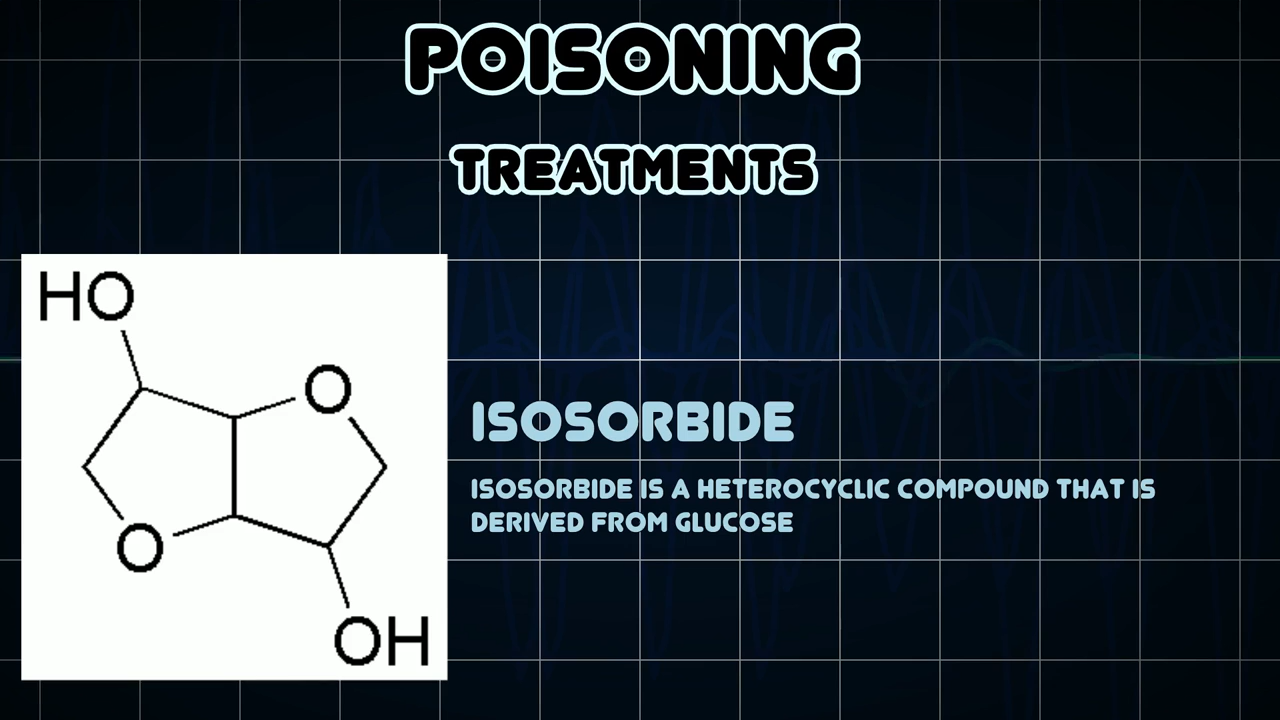 POISONING
TREATMENTS
HO
O
ISOSORBIDE
ISOSORBIDE IS A HETEROCYCLIC COMPOUND THAT IS
DERIVED FROM GLUCOSE
O
OH